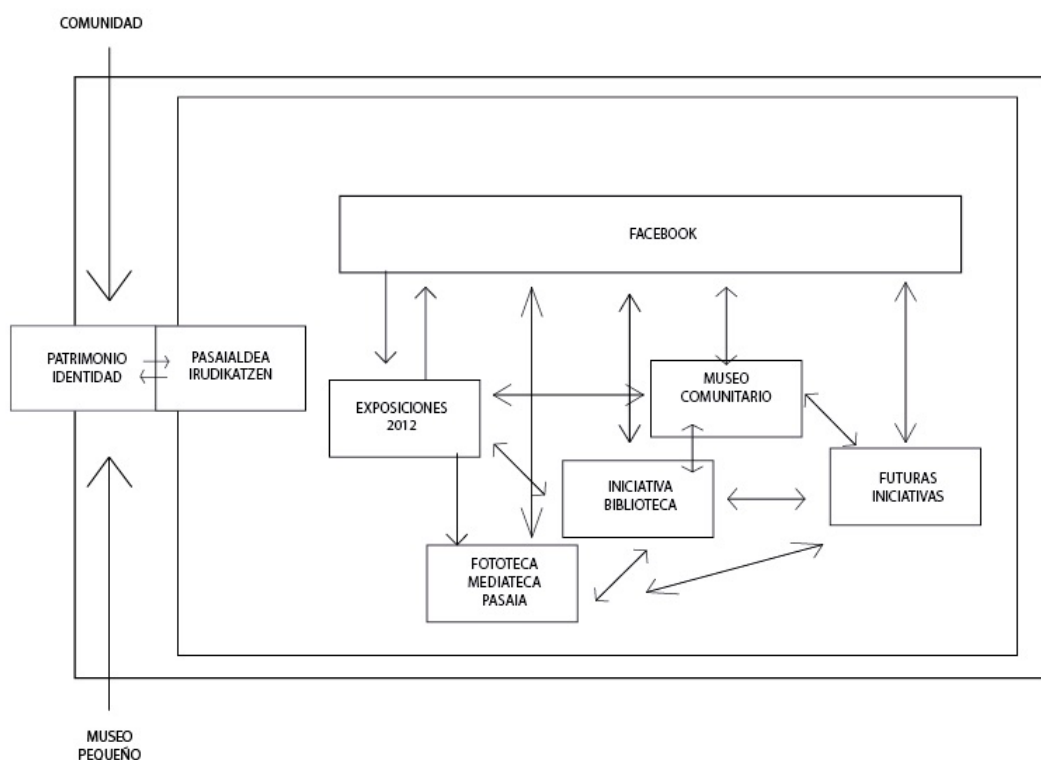 COMUNIDAD
FACEBOOK
PATRIMONIO
IDENTIDAD
PASAIALDEA
IRUDIKATZEN
EXPOSICIONES
2012
MUSEO
COMUNITARIO
INICIATIVA
BIBLIOTECA
FUTURAS
INICIATIVAS
FOTOTECA
MEDIATECA
PASAIA
MUSEO
PEQUEÑO